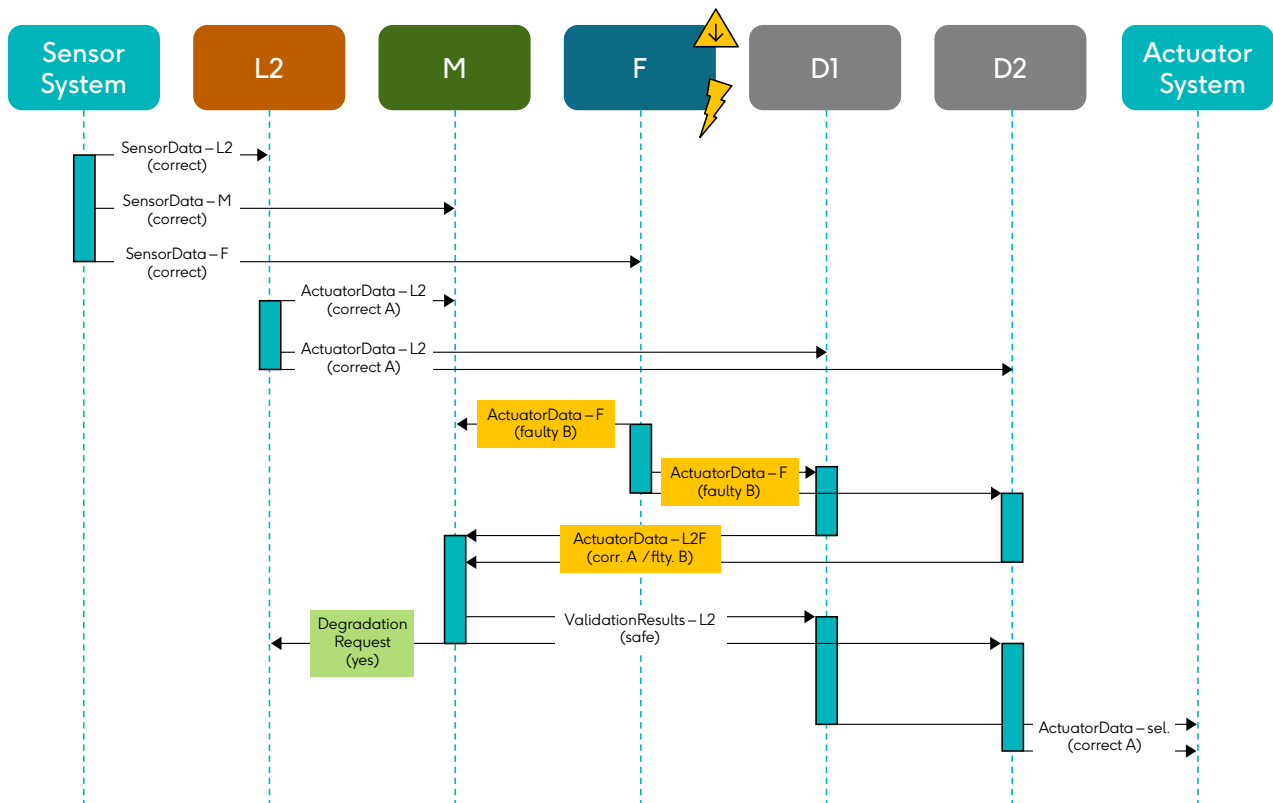 Sensor
System
L2
M
F
D1
D2
Actuator
System
SensorData – L2
(correct)
SensorData – M
(correct)
SensorData – F
(correct)
ActuatorData – L2
(correct A)
ActuatorData – L2
(correct A)
ActuatorData – F
(faulty B)
ActuatorData – F
(faulty B)
ActuatorData – L2F
(corr. A / flty. B)
Degradation
Request
(yes)
ValidationResults – L2
(safe)
ActuatorData – sel.
(correct A)